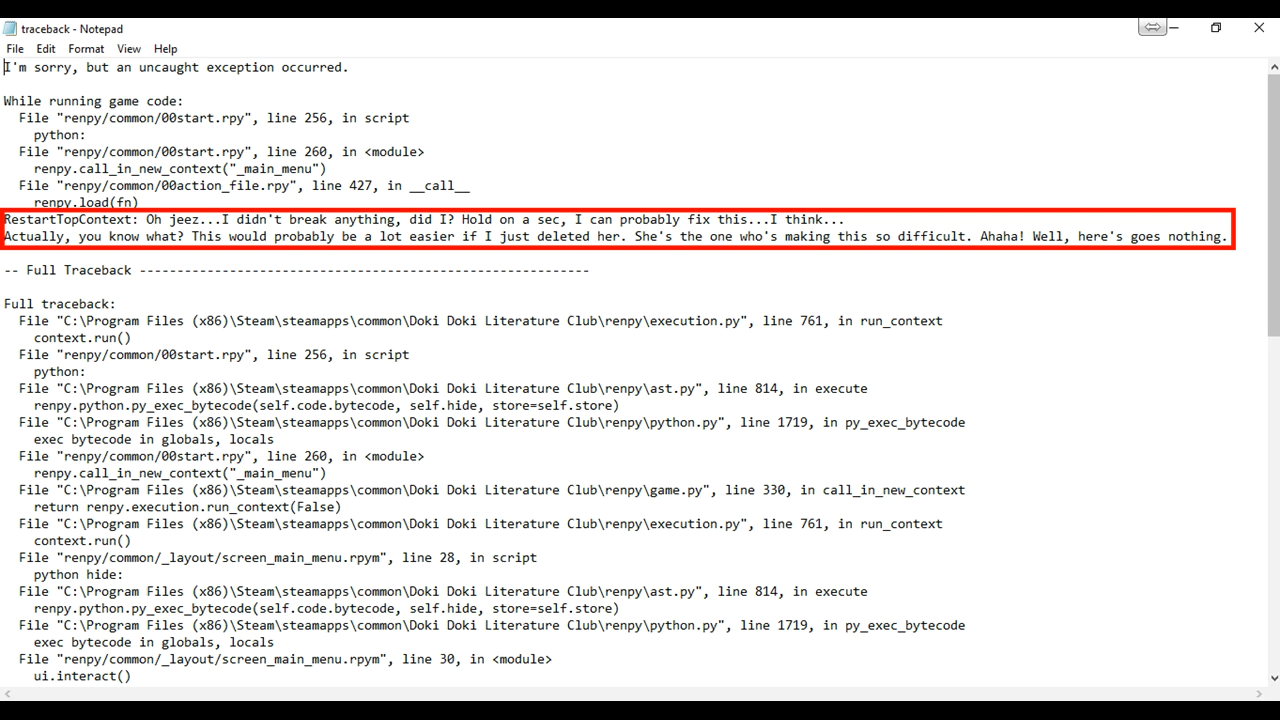 traceback - Notepad
File Edit Format View Help
I'm sorry, but an uncaught exception occurred.
While running game code:
File "renpy/common/00start.rpy", line 256, in script
python:
File "renpy/common/00start.rpy", line 260, in <module>
renpy.call_in_new_context("_main_menu")
File "renpy/common/00action_file.rpy", line 427, in __call__
renpy.load(fn)
RestartTopContext: Oh jeez...I didn't break anything, did I? Hold on a sec, I can probably fix this...I think...
Actually, you know what? This would probably be a lot easier if I just deleted her. She's the one who's making this so difficult. Ahaha! Well, here's goes nothing.
-- Full Traceback ------------------------------------------------------------
Full traceback:
File "C:\Program Files (x86)\Steam\steamapps\common\Doki Doki Literature Club\renpy\execution.py", line 761, in run_context
context.run()
File "renpy/common/00start.rpy", line 256, in script
python:
File "C:\Program Files (x86)\Steam\steamapps\common\Doki Doki Literature Club\renpy\ast.py", line 814, in execute
renpy.python.py_exec_bytecode(self.code.bytecode, self.hide, store=self.store)
File "C:\Program Files (x86)\Steam\steamapps\common\Doki Doki Literature Club\renpy\python.py", line 1719, in py_exec_bytecode
exec bytecode in globals, locals
File "renpy/common/00start.rpy", line 260, in <module>
renpy.call_in_new_context("_main_menu")
File "C:\Program Files (x86)\Steam\steamapps\common\Doki Doki Literature Club\renpy\game.py", line 330, in call_in_new_context
return renpy.execution.run_context(False)
File "C:\Program Files (x86)\Steam\steamapps\common\Doki Doki Literature Club\renpy\execution.py", line 761, in run_context
context.run()
File "renpy/common/_layout/screen_main_menu.rpym", line 28, in script
python hide:
File "C:\Program Files (x86)\Steam\steamapps\common\Doki Doki Literature Club\renpy\ast.py", line 814, in execute
renpy.python.py_exec_bytecode(self.code.bytecode, self.hide, store=self.store)
File "C:\Program Files (x86)\Steam\steamapps\common\Doki Doki Literature Club\renpy\python.py", line 1719, in py_exec_bytecode
exec bytecode in globals, locals
File "renpy/common/_layout/screen_main_menu.rpym", line 30, in <module>
ui.interact()